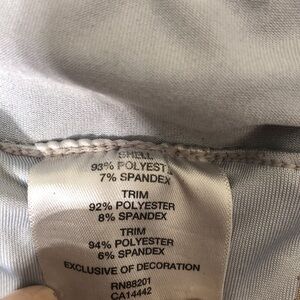 SHELL
93% POLYEST
7% SPANDEX
TRIM
92% POLYESTER
8% SPANDEX
TRIM
94% POLYESTER
6% SPANDEX
EXCLUSIVE OF DECORATION
RN88201
CA14442